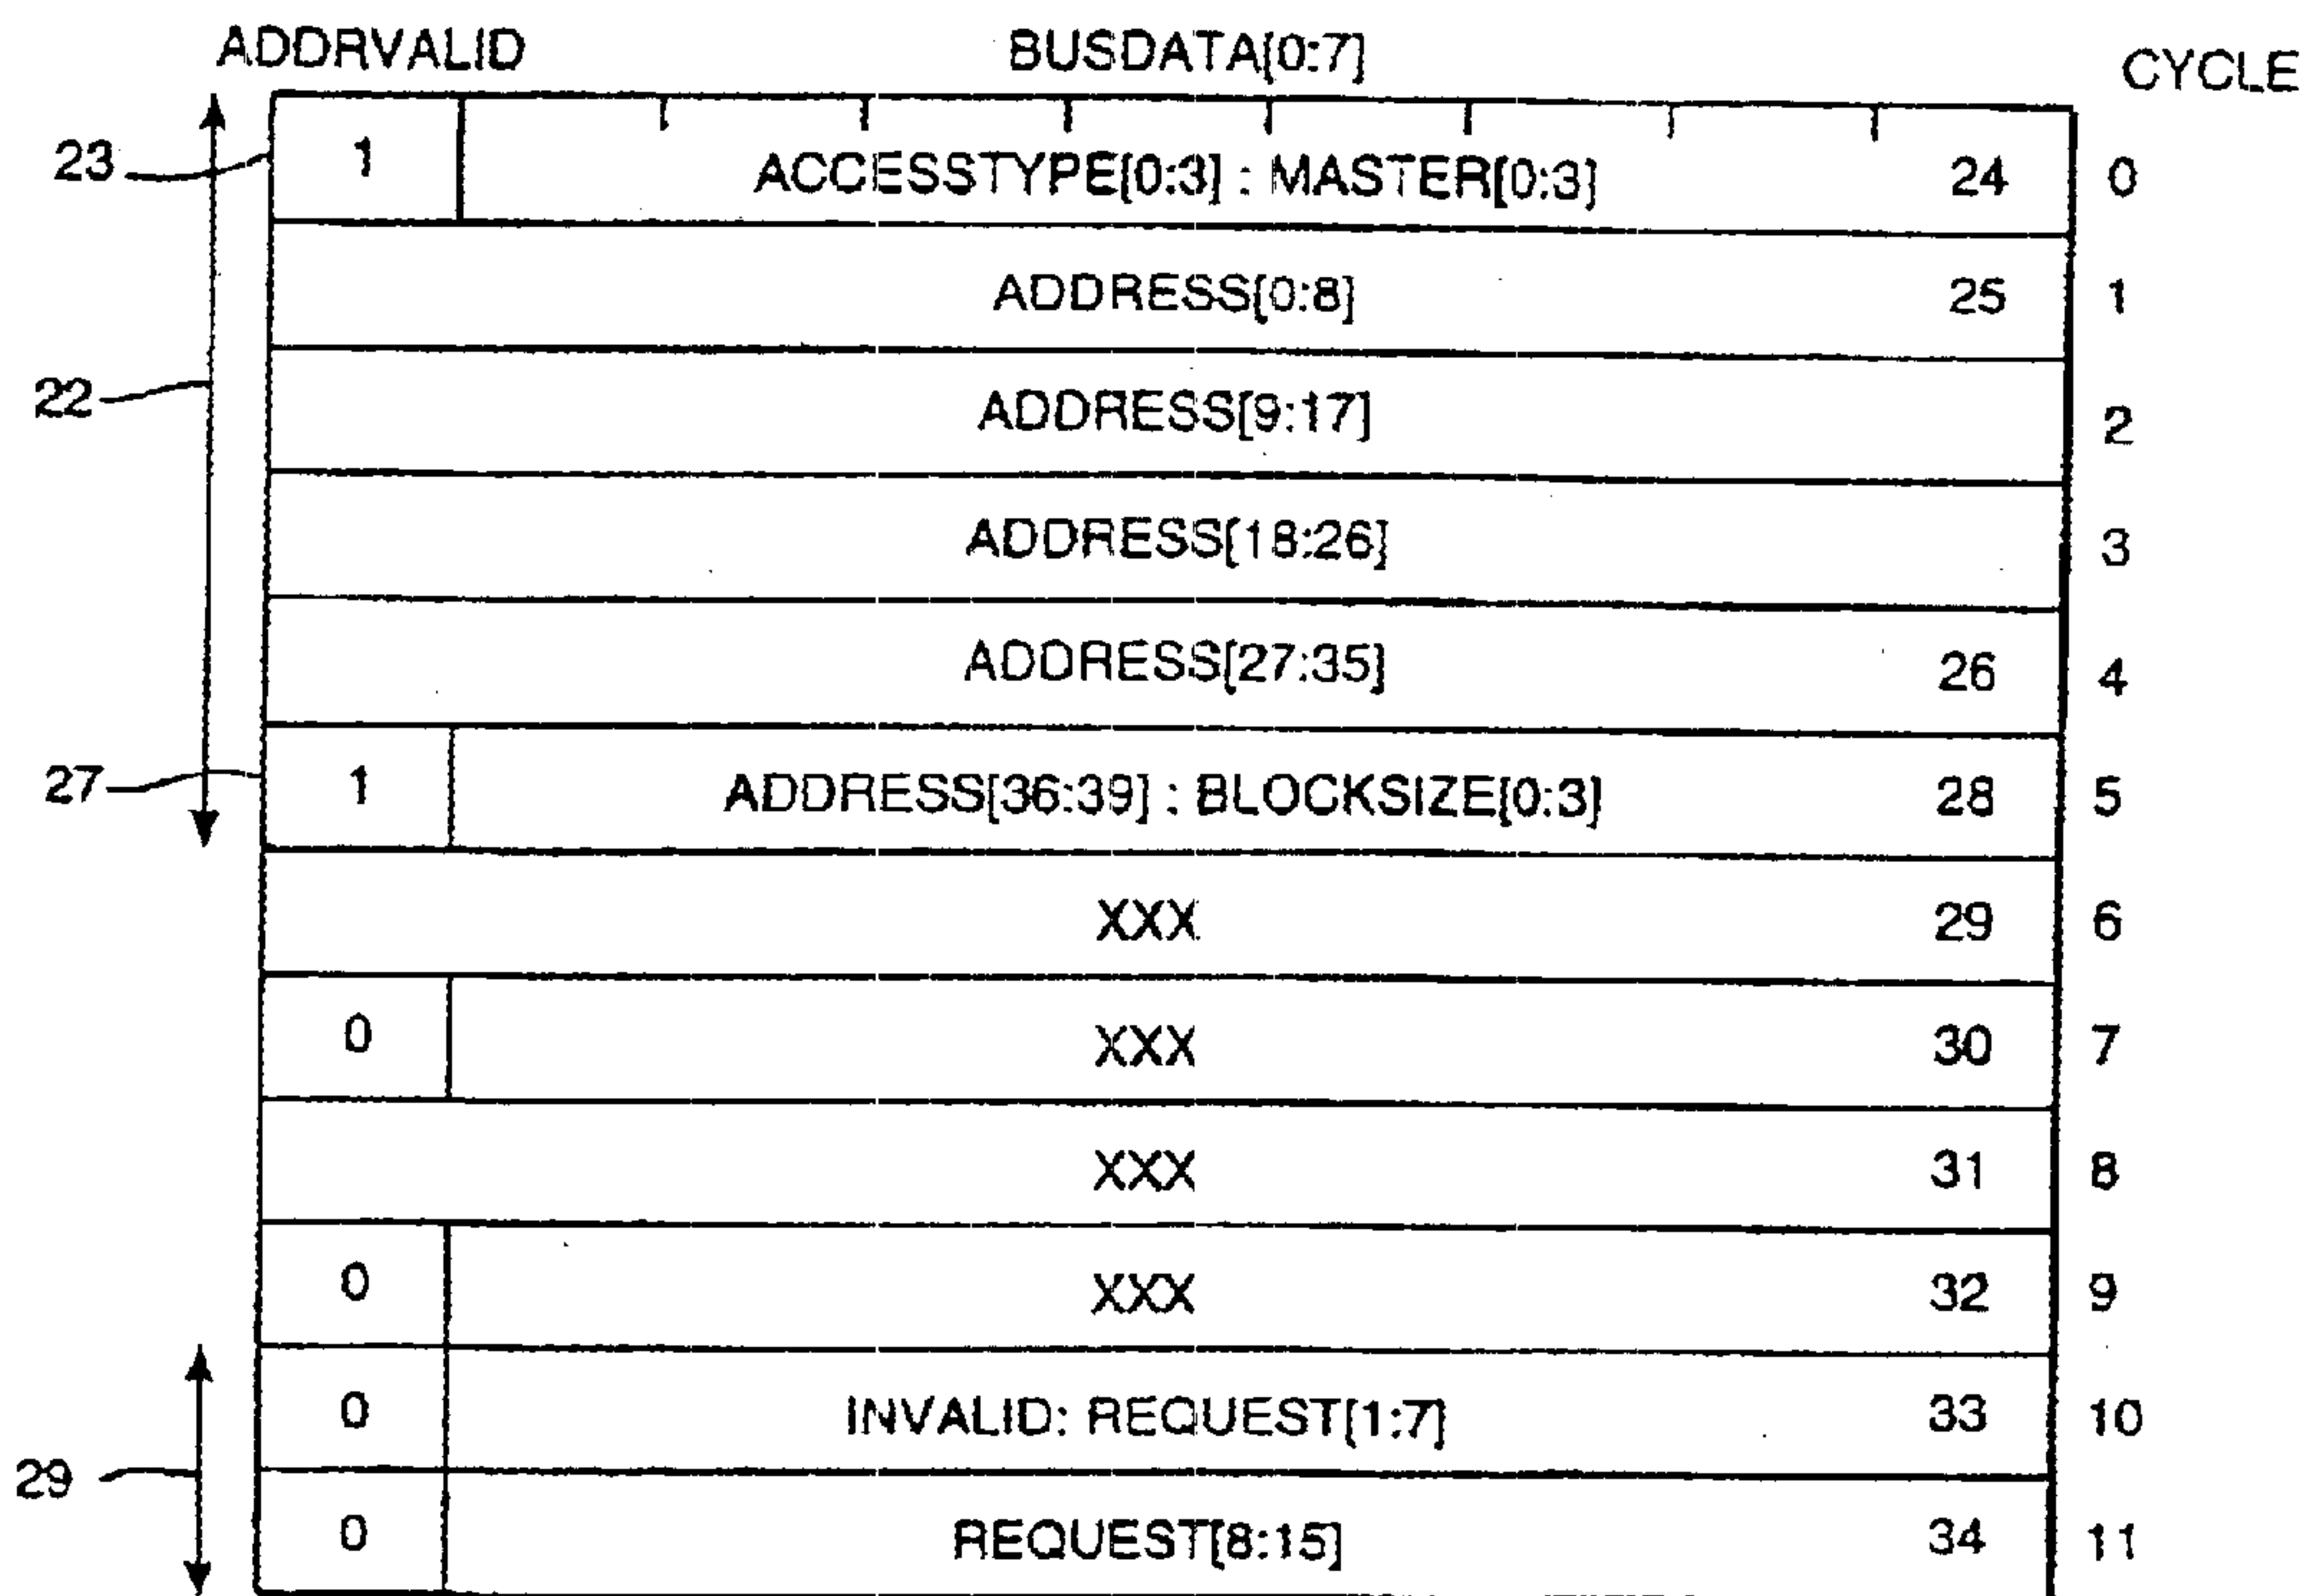 ADDRVALID BUSDATA[0:7] CYCLE
23 1 ACCESSTYPE[0:3] : MASTER[0:3] 24 0
ADDRESS[0:8] 25 1
22 ADDRESS[9:17] 2
ADDRESS[18:26] 3
ADDRESS[27:35] 26 4
27 1 ADDRESS[36:39] : BLOCKSIZE[0:3] 28 5
XXX 29 6
0 XXX 30 7
XXX 31 8
0 XXX 32 9
0 INVALID: REQUEST[1:7] 33 10
29 0 REQUEST[8:15] 34 11